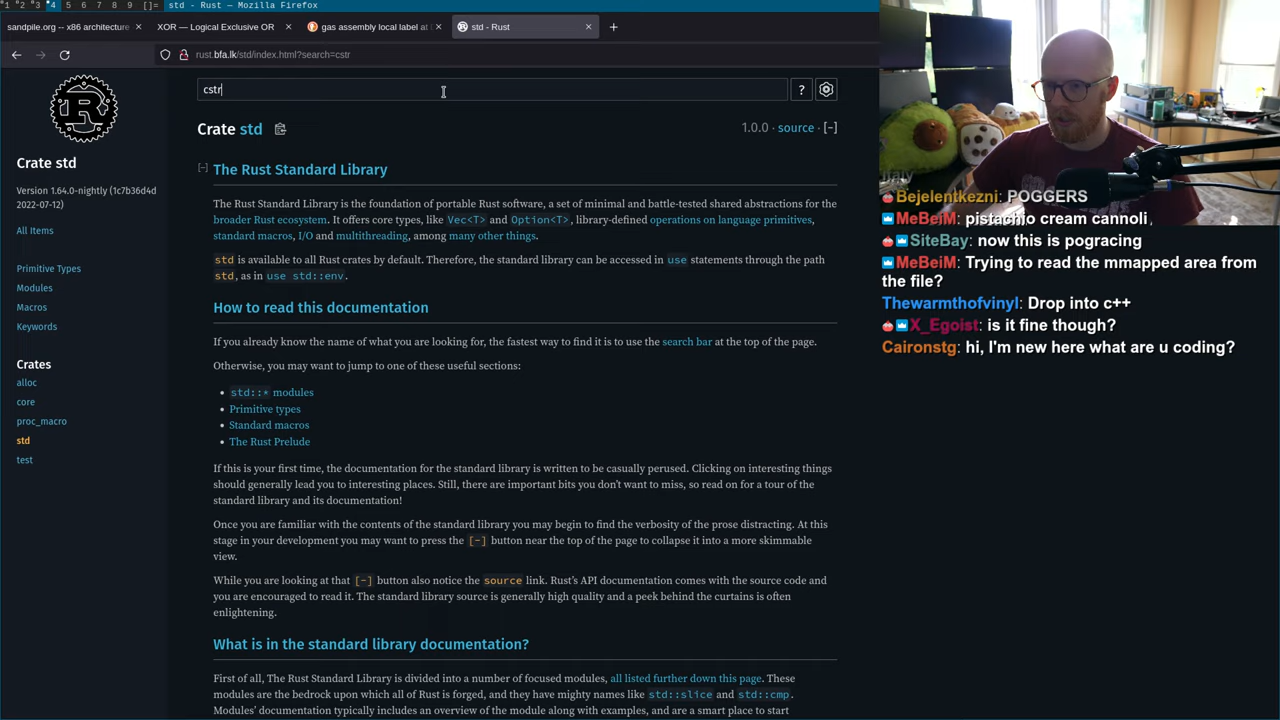 1 2 3 4 5 6 7 8 9 []= std - Rust — Mozilla Firefox
sandpile.org -- x86 architecture
XOR — Logical Exclusive OR
gas assembly local label at
std - Rust
rust.bfa.lk/std/index.html?search=cstr
cstr
?
Crate std
1.0.0 · source · [-]
Crate std
Version 1.64.0-nightly (1c7b36d4d
2022-07-12)
All Items
Primitive Types
Modules
Macros
Keywords
Crates
alloc
core
proc_macro
std
test
[-] The Rust Standard Library
The Rust Standard Library is the foundation of portable Rust software, a set of minimal and battle-tested shared abstractions for the
broader Rust ecosystem. It offers core types, like Vec<T> and Option<T>, library-defined operations on language primitives,
standard macros, I/O and multithreading, among many other things.
std is available to all Rust crates by default. Therefore, the standard library can be accessed in use statements through the path
std, as in use std::env.
How to read this documentation
If you already know the name of what you are looking for, the fastest way to find it is to use the search bar at the top of the page.
Otherwise, you may want to jump to one of these useful sections:
• std::* modules
• Primitive types
• Standard macros
• The Rust Prelude
If this is your first time, the documentation for the standard library is written to be casually perused. Clicking on interesting things
should generally lead you to interesting places. Still, there are important bits you don't want to miss, so read on for a tour of the
standard library and its documentation!
Once you are familiar with the contents of the standard library you may begin to find the verbosity of the prose distracting. At this
stage in your development you may want to press the [-] button near the top of the page to collapse it into a more skimmable
view.
While you are looking at that [-] button also notice the source link. Rust's API documentation comes with the source code and
you are encouraged to read it. The standard library source is generally high quality and a peek behind the curtains is often
enlightening.
What is in the standard library documentation?
First of all, The Rust Standard Library is divided into a number of focused modules, all listed further down this page. These
modules are the bedrock upon which all of Rust is forged, and they have mighty names like std::slice and std::cmp.
Modules' documentation typically includes an overview of the module along with examples, and are a smart place to start
Italy
Bejelentkezni: POGGERS
MeBeiM: pistachio cream cannoli
SiteBay: now this is pogracing
MeBeiM: Trying to read the mmapped area from
the file?
Thewarmthofvinyl: Drop into c++
X_Egoist: is it fine though?
Caironstg: hi, I'm new here what are u coding?